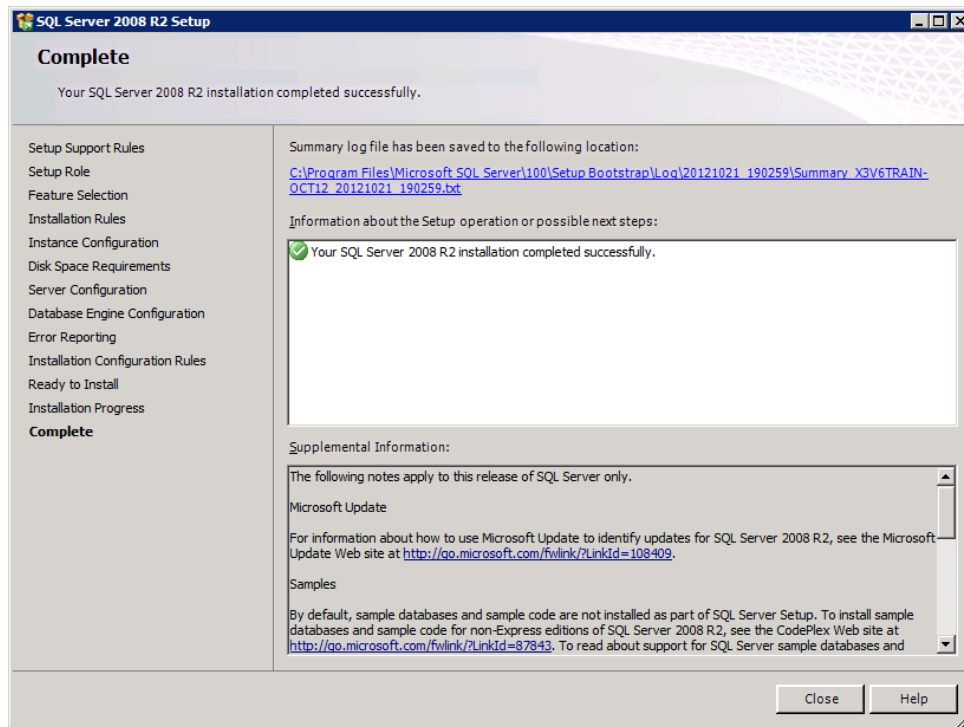 SQL Server 2008 R2 Setup
Complete
Your SQL Server 2008 R2 installation completed successfully.
Setup Support Rules
Setup Role
Feature Selection
Installation Rules
Instance Configuration
Disk Space Requirements
Server Configuration
Database Engine Configuration
Error Reporting
Installation Configuration Rules
Ready to Install
Installation Progress
Complete
Summary log file has been saved to the following location:
C:\Program Files\Microsoft SQL Server\100\Setup Bootstrap\Log\20121021_190259\Summary_X3V6TRAIN-
OCT12_20121021_190259.txt
Information about the Setup operation or possible next steps:
Your SQL Server 2008 R2 installation completed successfully.
Supplemental Information:
The following notes apply to this release of SQL Server only.
Microsoft Update
For information about how to use Microsoft Update to identify updates for SQL Server 2008 R2, see the Microsoft
Update Web site at http://go.microsoft.com/fwlink/?LinkId=108409.
Samples
By default, sample databases and sample code are not installed as part of SQL Server Setup. To install sample
databases and sample code for non-Express editions of SQL Server 2008 R2, see the CodePlex Web site at
http://go.microsoft.com/fwlink/?LinkId=87843. To read about support for SQL Server sample databases and
Close
Help